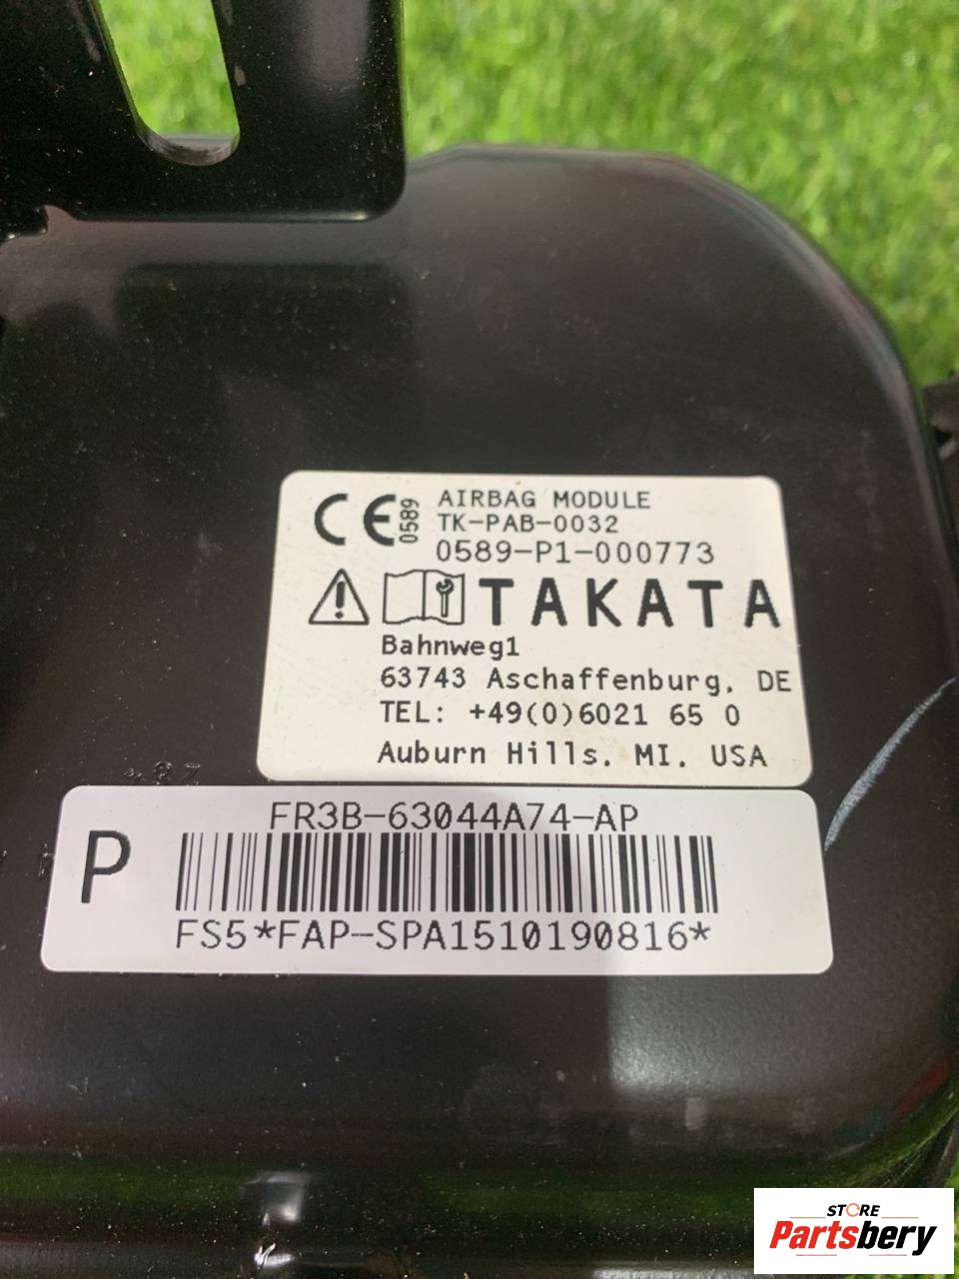 CE 0589
AIRBAG MODULE
TK-PAB-0032
0589-P1-000773
TAKATA
Bahnweg1
63743 Aschaffenburg, DE
TEL: +49(0)6021 65 0
Auburn Hills, MI, USA
P
FR3B-63044A74-AP
FS5*FAP-SPA1510190816*
STORE
Partsbery